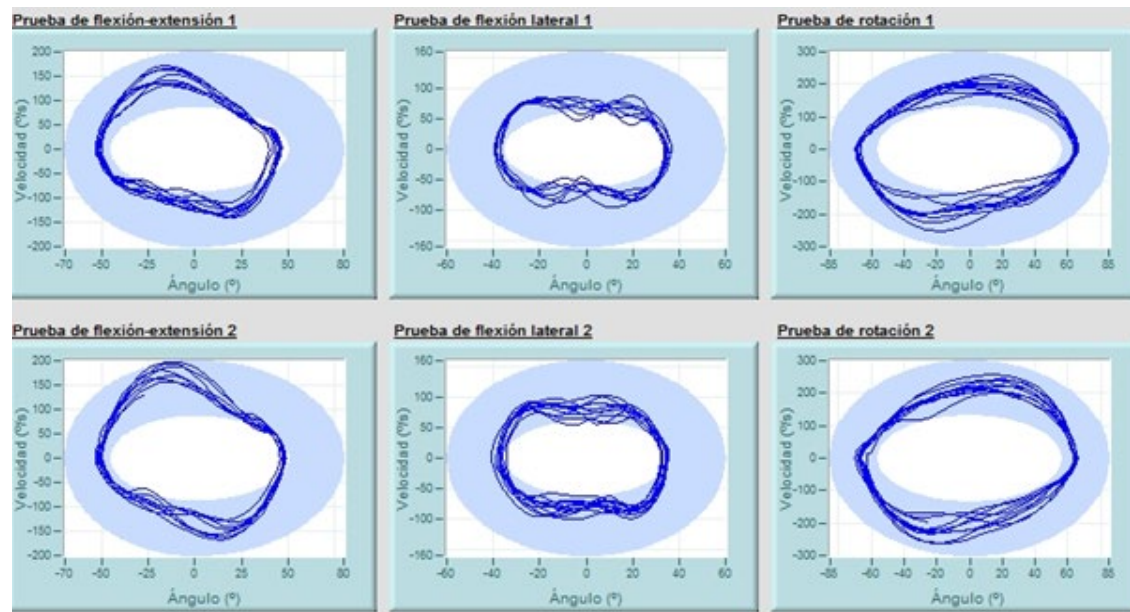 Prueba de flexión-extensión 1
200
150
100
50
0
-50
-100
-150
-200
Velocidad (º/s)
-70 -50 -25 0 25 50 80
Ángulo (º)
Prueba de flexión lateral 1
160
100
50
0
-50
-100
-160
Velocidad (º/s)
-60 -40 -20 0 20 40 60
Ángulo (º)
Prueba de rotación 1
300
200
100
0
-100
-200
-300
Velocidad (º/s)
-85 -60 -40 -20 0 20 40 60 85
Ángulo (º)
Prueba de flexión-extensión 2
200
150
100
50
0
-50
-100
-150
-200
Velocidad (º/s)
-70 -50 -25 0 25 50 80
Ángulo (º)
Prueba de flexión lateral 2
160
100
50
0
-50
-100
-160
Velocidad (º/s)
-60 -40 -20 0 20 40 60
Ángulo (º)
Prueba de rotación 2
300
200
100
0
-100
-200
-300
Velocidad (º/s)
-85 -60 -40 -20 0 20 40 60 85
Ángulo (º)